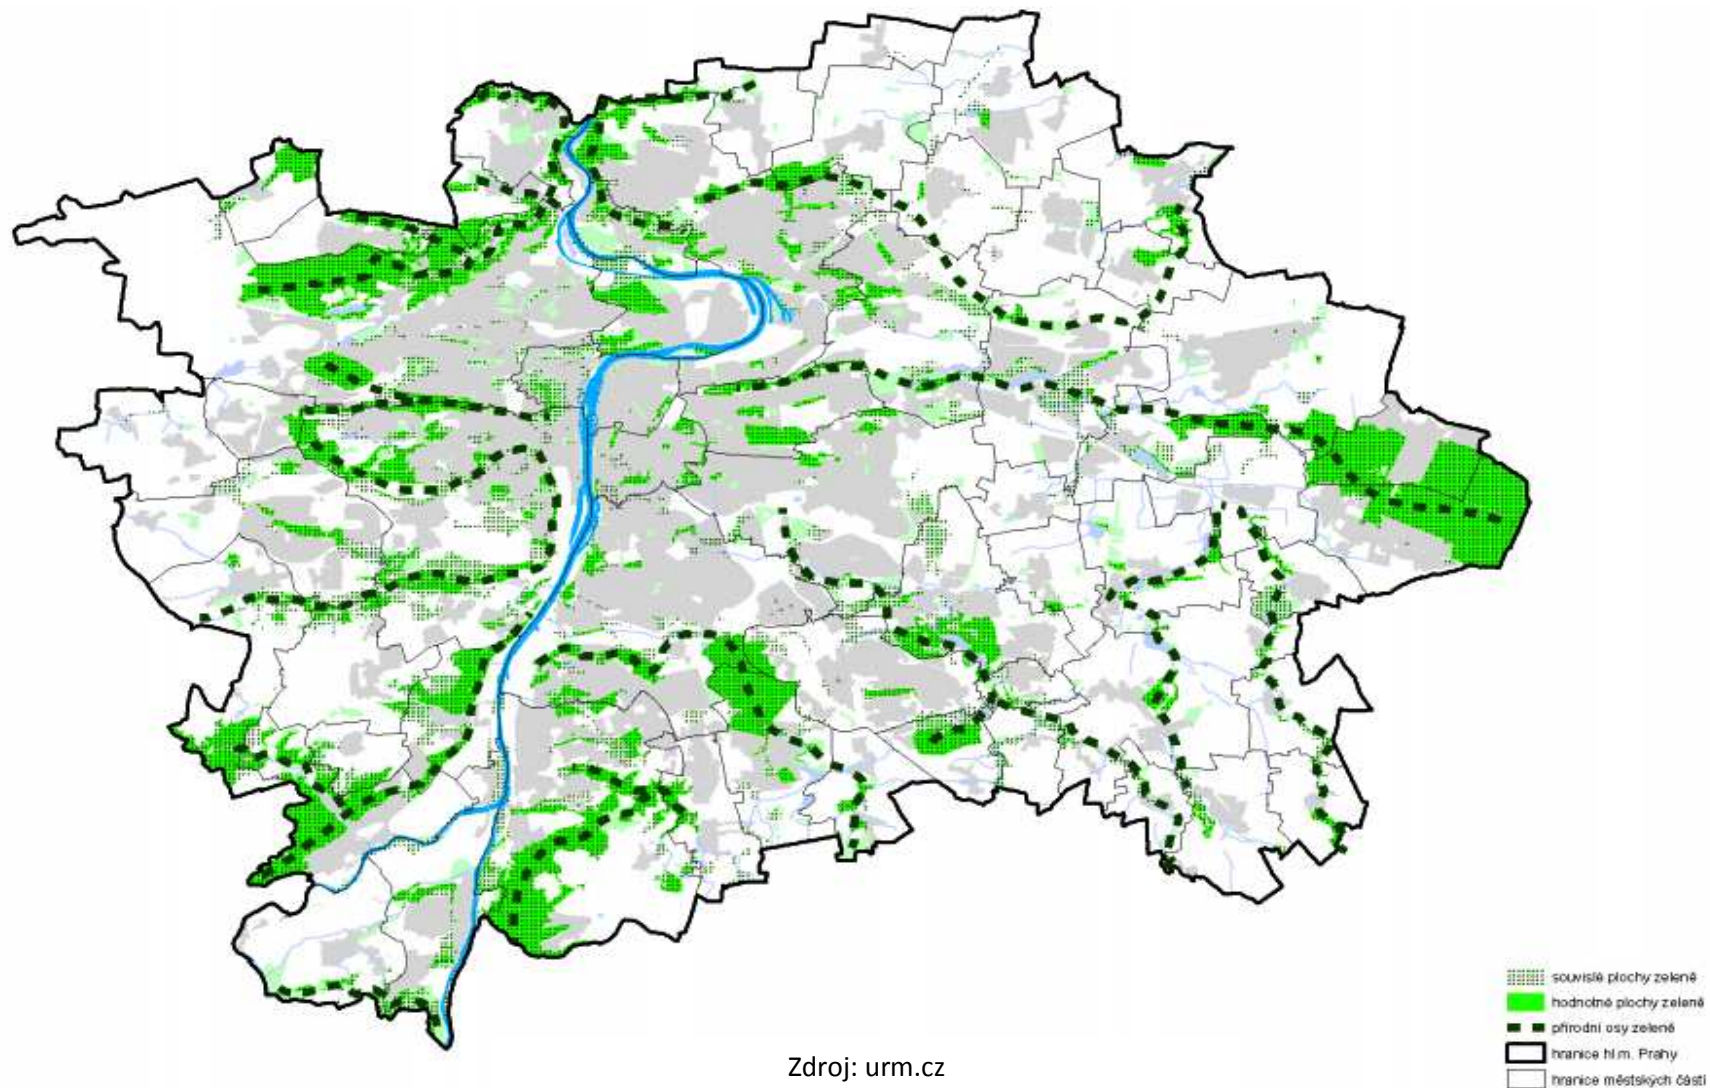 souvislé plochy zeleně
hodnotné plochy zeleně
přírodní osy zeleně
hranice hl.m. Prahy
hranice městských částí
Zdroj: urm.cz